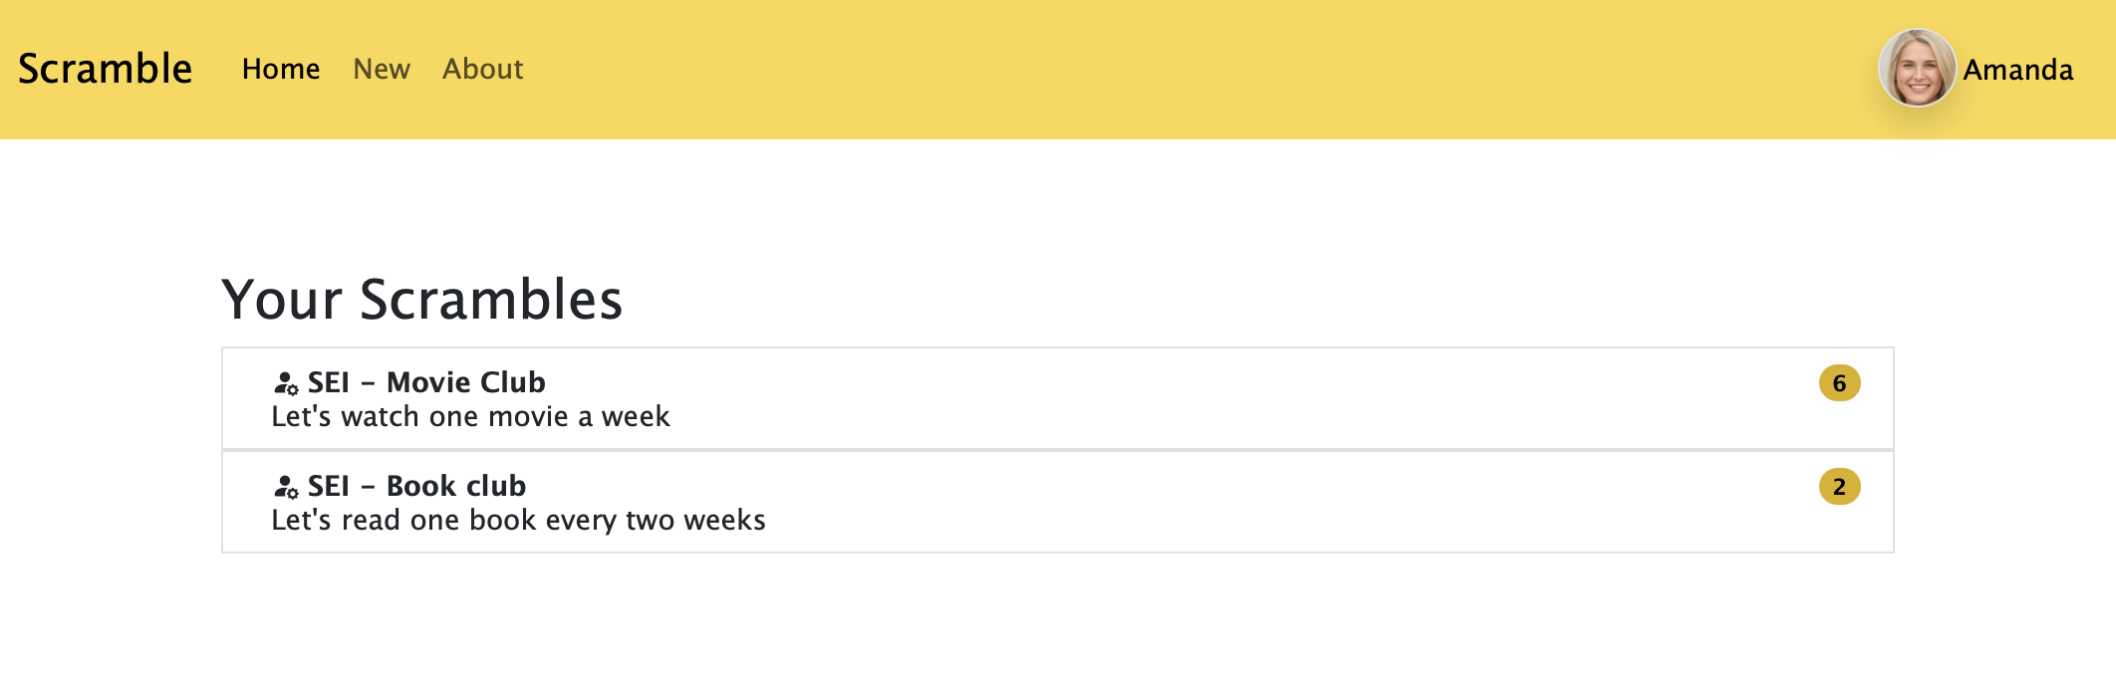 Scramble Home New About Amanda
Your Scrambles
SEI - Movie Club 6
Let's watch one movie a week
SEI - Book club 2
Let's read one book every two weeks